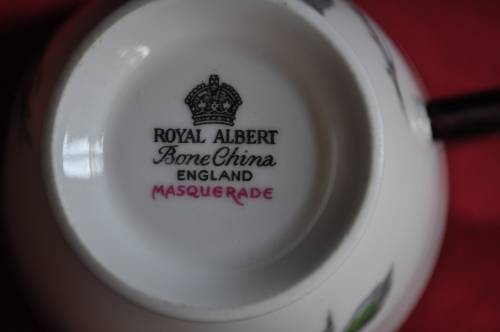 ROYAL ALBERT
Bone China
ENGLAND
MASQUERADE